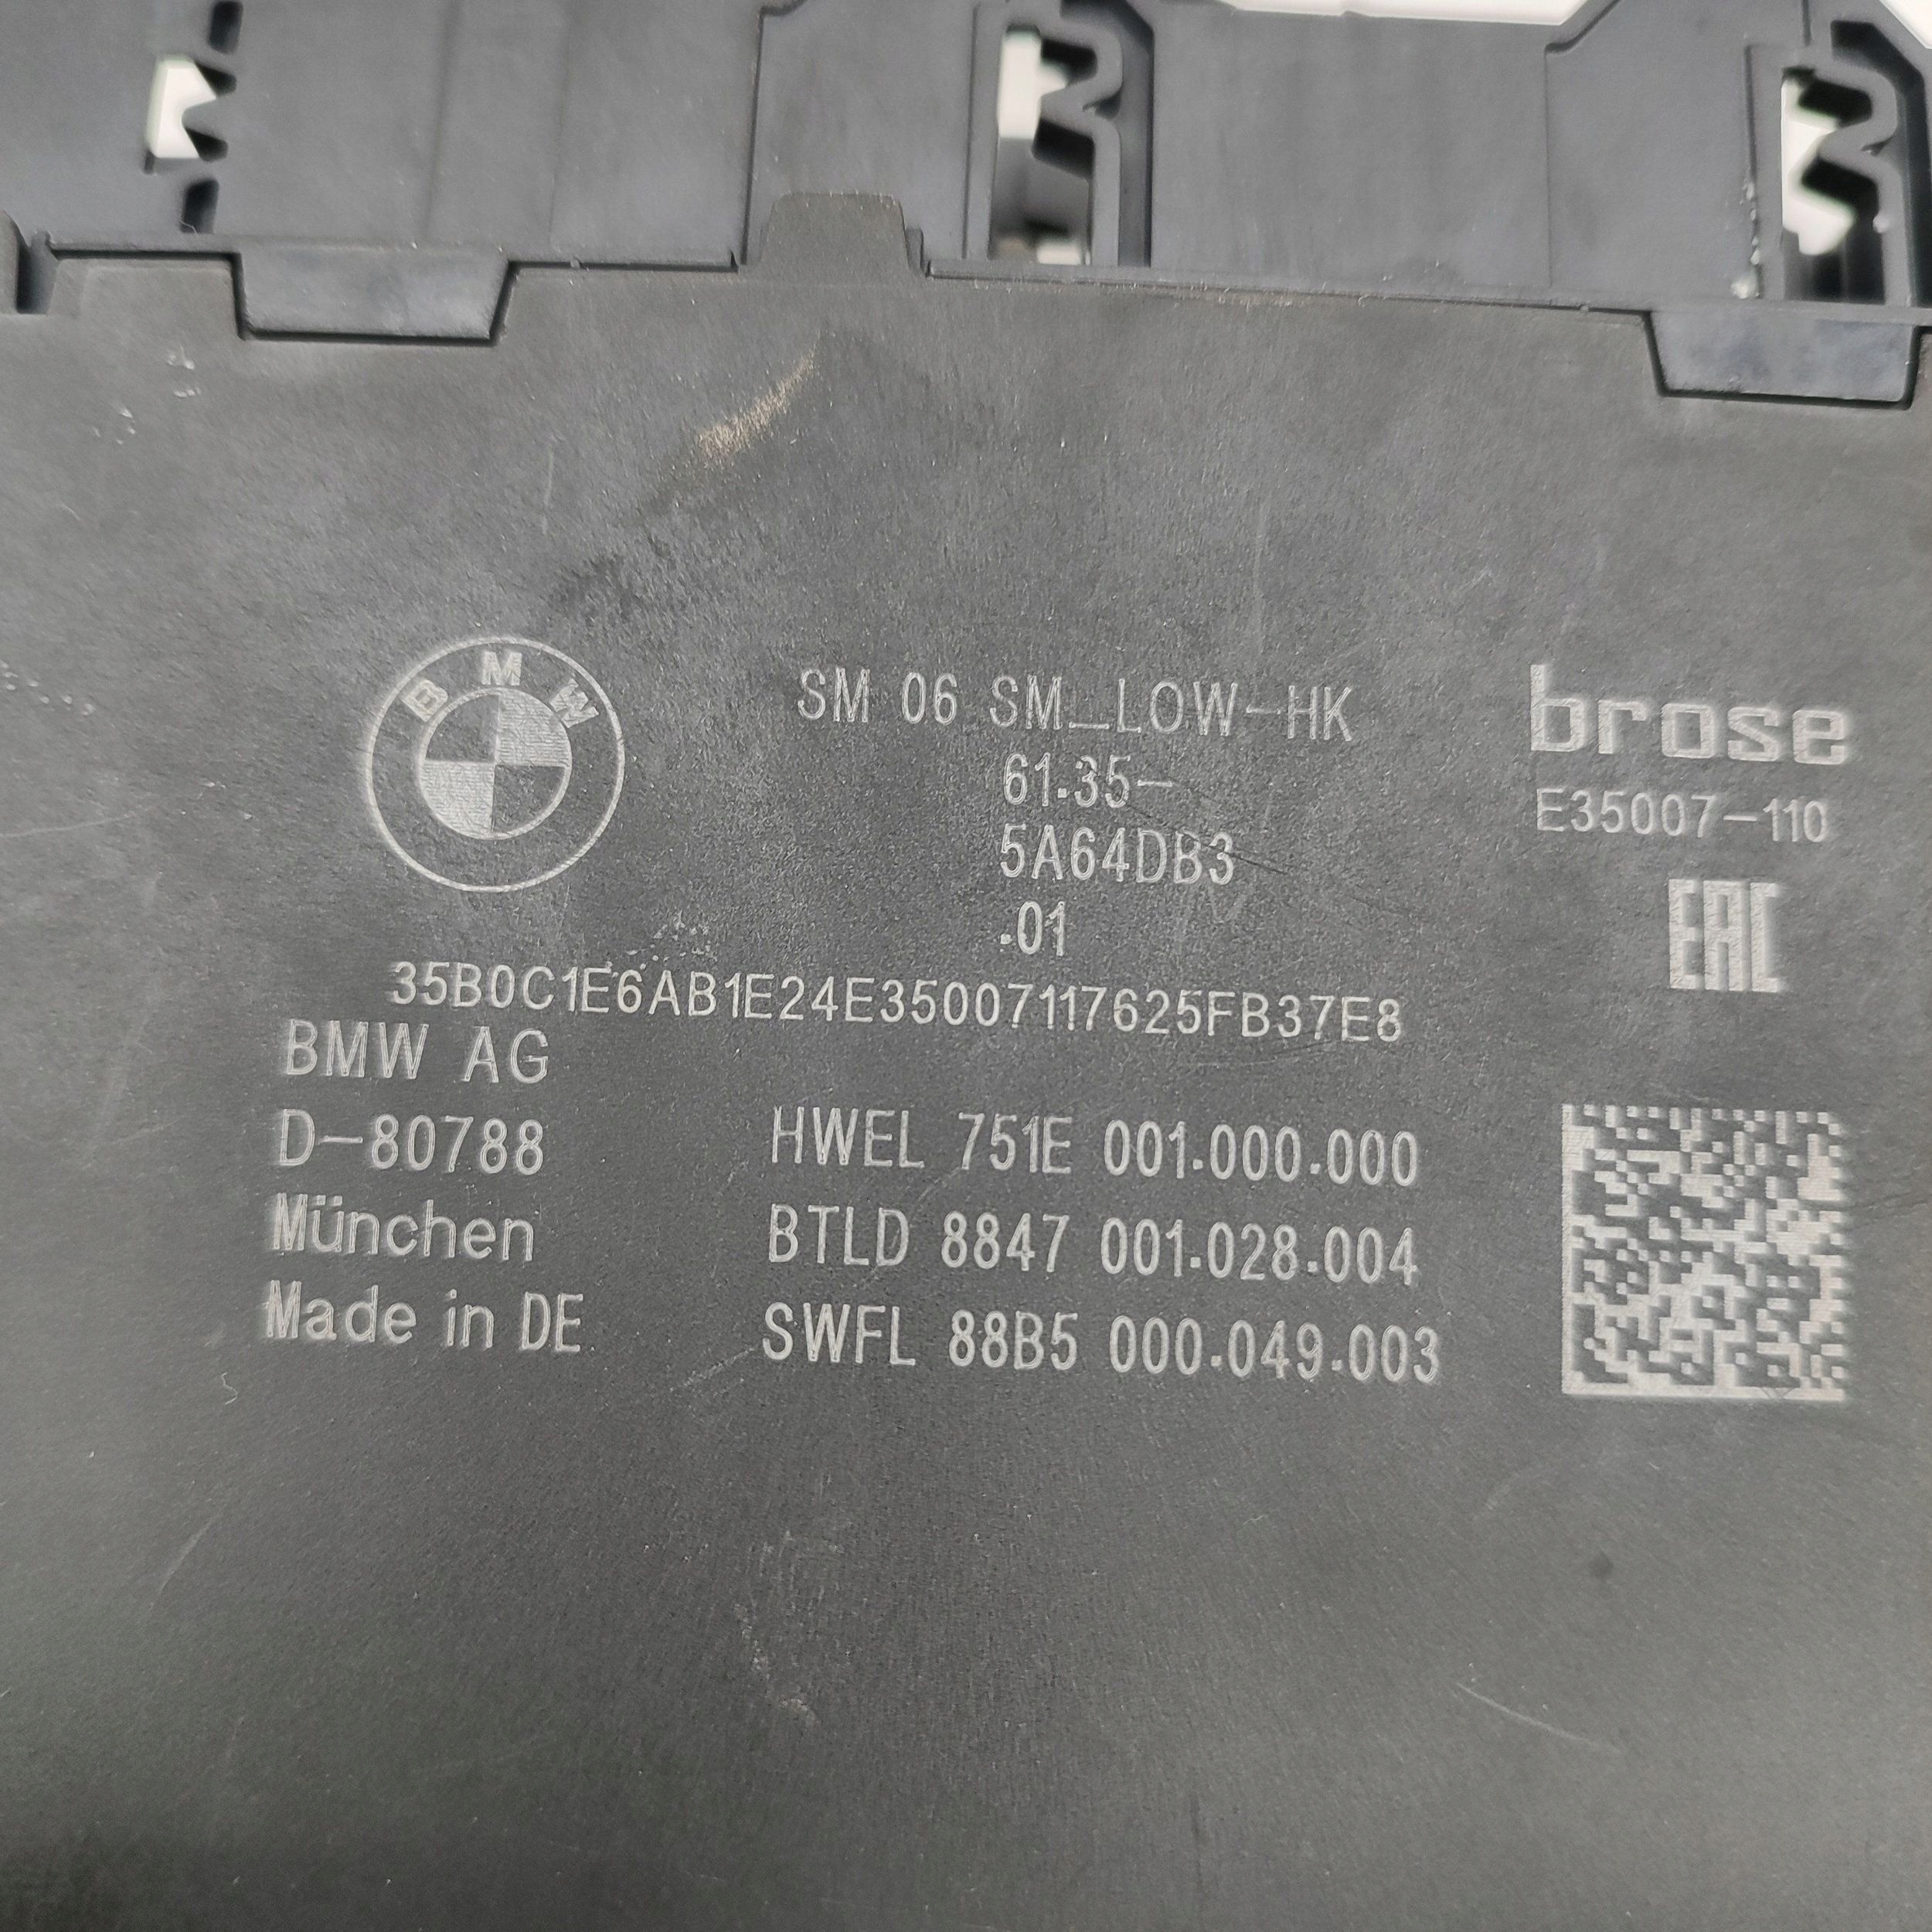 BMW
SM 06 SM_LOW-HK
61.35-
5A64DB3
.01
brose
E35007-110
EAC
35B0C1E6AB1E24E35007117625FB37E8
BMW AG
D-80788
München
Made in DE
HWEL 751E 001.000.000
BTLD 8847 001.028.004
SWFL 88B5 000.049.003